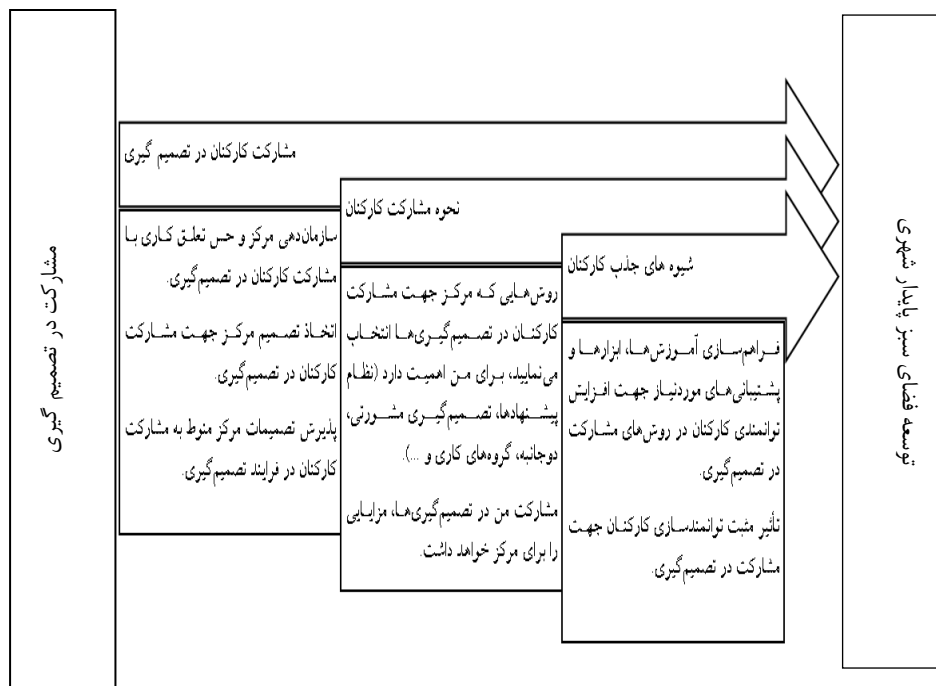 مشارکت در تصمیم گیری
مشارکت کارکنان در تصمیم گیری
سازمان‌دهی مرکز و حس تعلق کاری با
مشارکت کارکنان در تصمیم‌گیری.
اتخاذ تصمیم مرکز جهت مشارکت
کارکنان در تصمیم‌گیری.
پذیرش تصمیمات مرکز منوط به مشارکت
کارکنان در فرایند تصمیم‌گیری.
نحوه مشارکت کارکنان
روش‌هایی که مرکز جهت مشارکت
کارکنان در تصمیم‌گیری‌ها انتخاب
می‌نمایید، برای من اهمیت دارد (نظام
پیشنهادها، تصمیم‌گیری مشورتی،
دوجانبه، گروه‌های کاری و ...).
مشارکت من در تصمیم‌گیری‌ها، مزایایی
را برای مرکز خواهد داشت.
شیوه های جذب کارکنان
فراهم‌سازی آموزش‌ها، ابزارها و
پشتیبانی‌های موردنیاز جهت افزایش
توانمندی کارکنان در روش‌های مشارکت
در تصمیم‌گیری.
تأثیر مثبت توانمندسازی کارکنان جهت
مشارکت در تصمیم‌گیری.
توسعه فضای سبز پایدار شهری